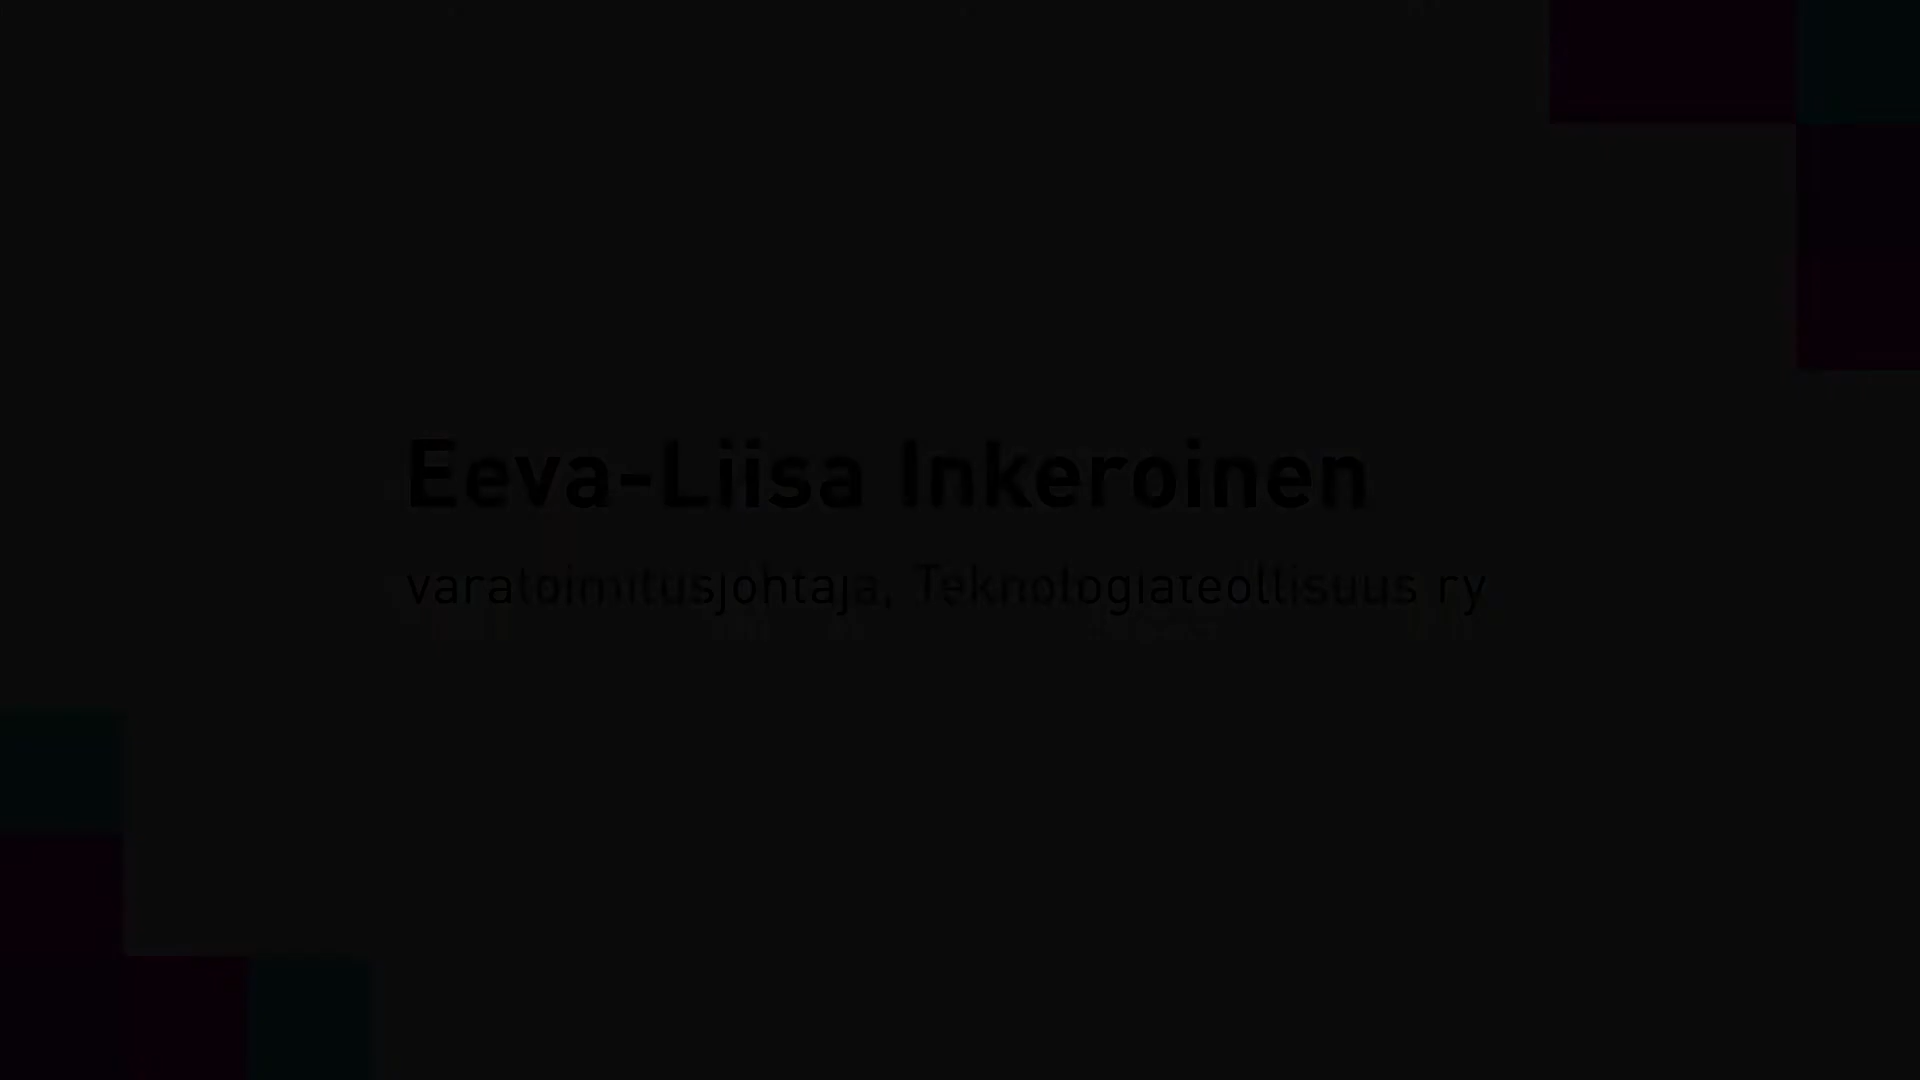 Eeva-Liisa Inkeroinen
varatoimitusjohtaja, Teknologiateollisuus ry